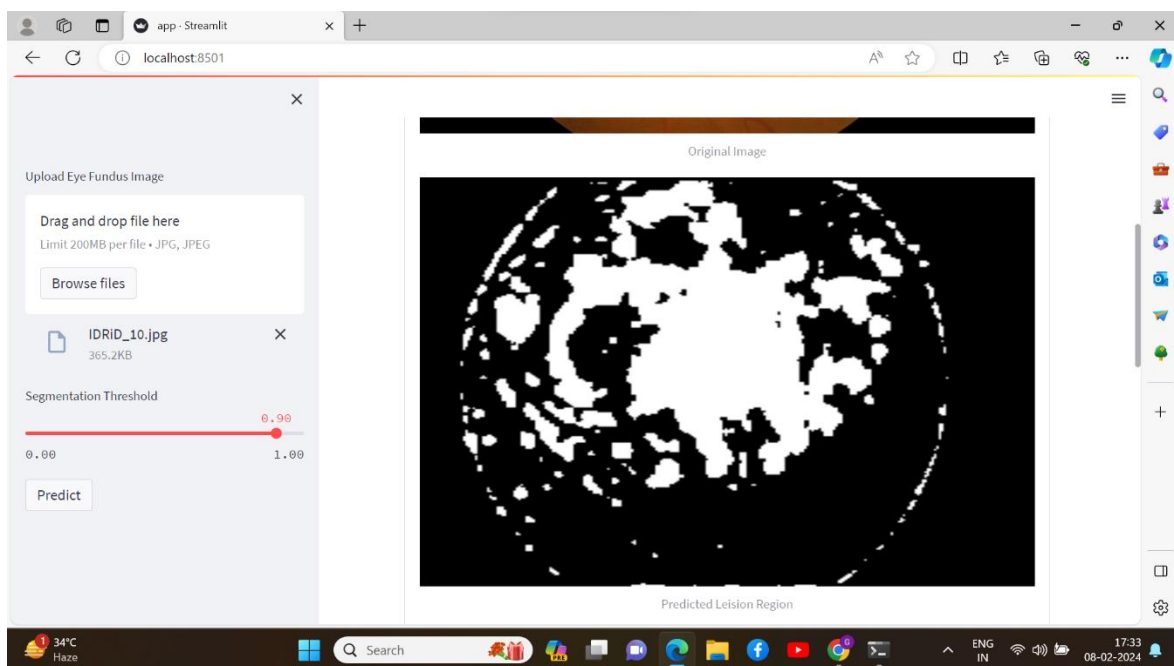 app · Streamlit
localhost:8501
Upload Eye Fundus Image
Drag and drop file here
Limit 200MB per file • JPG, JPEG
Browse files
IDRiD_10.jpg
365.2KB
Segmentation Threshold
0.90
0.00 1.00
Predict
Original Image
Predicted Leision Region
1
34°C
Haze
Search
PRE
G
ENG
IN
17:33
08-02-2024